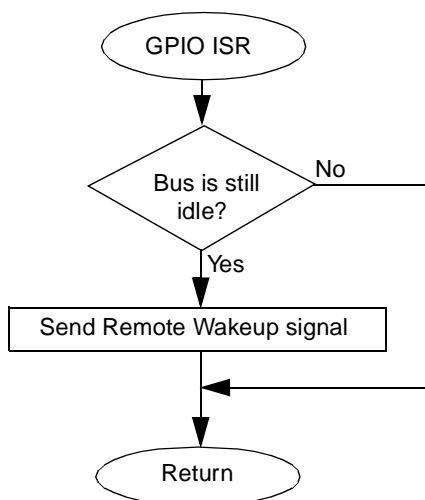 GPIO ISR
Bus is still
idle?
No
Yes
Send Remote Wakeup signal
Return